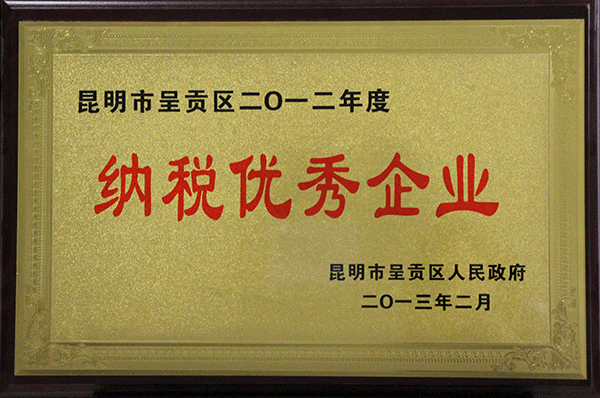 昆明市呈贡区二O一二年度
纳税优秀企业
昆明市呈贡区人民政府
二O一三年二月